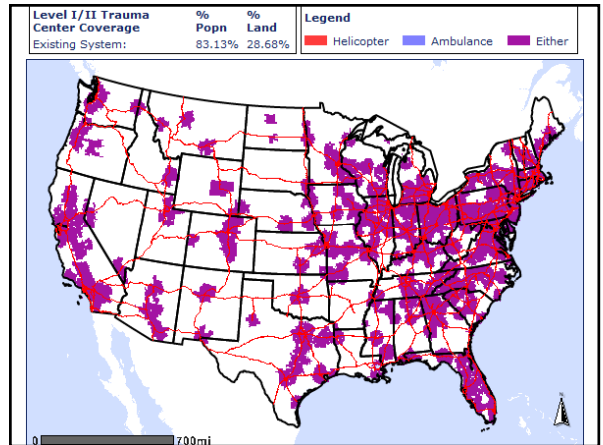 Level I/II Trauma % % Legend
Center Coverage Popn Land
Existing System: 83.13% 28.68% Helicopter Ambulance Either
0 700mi